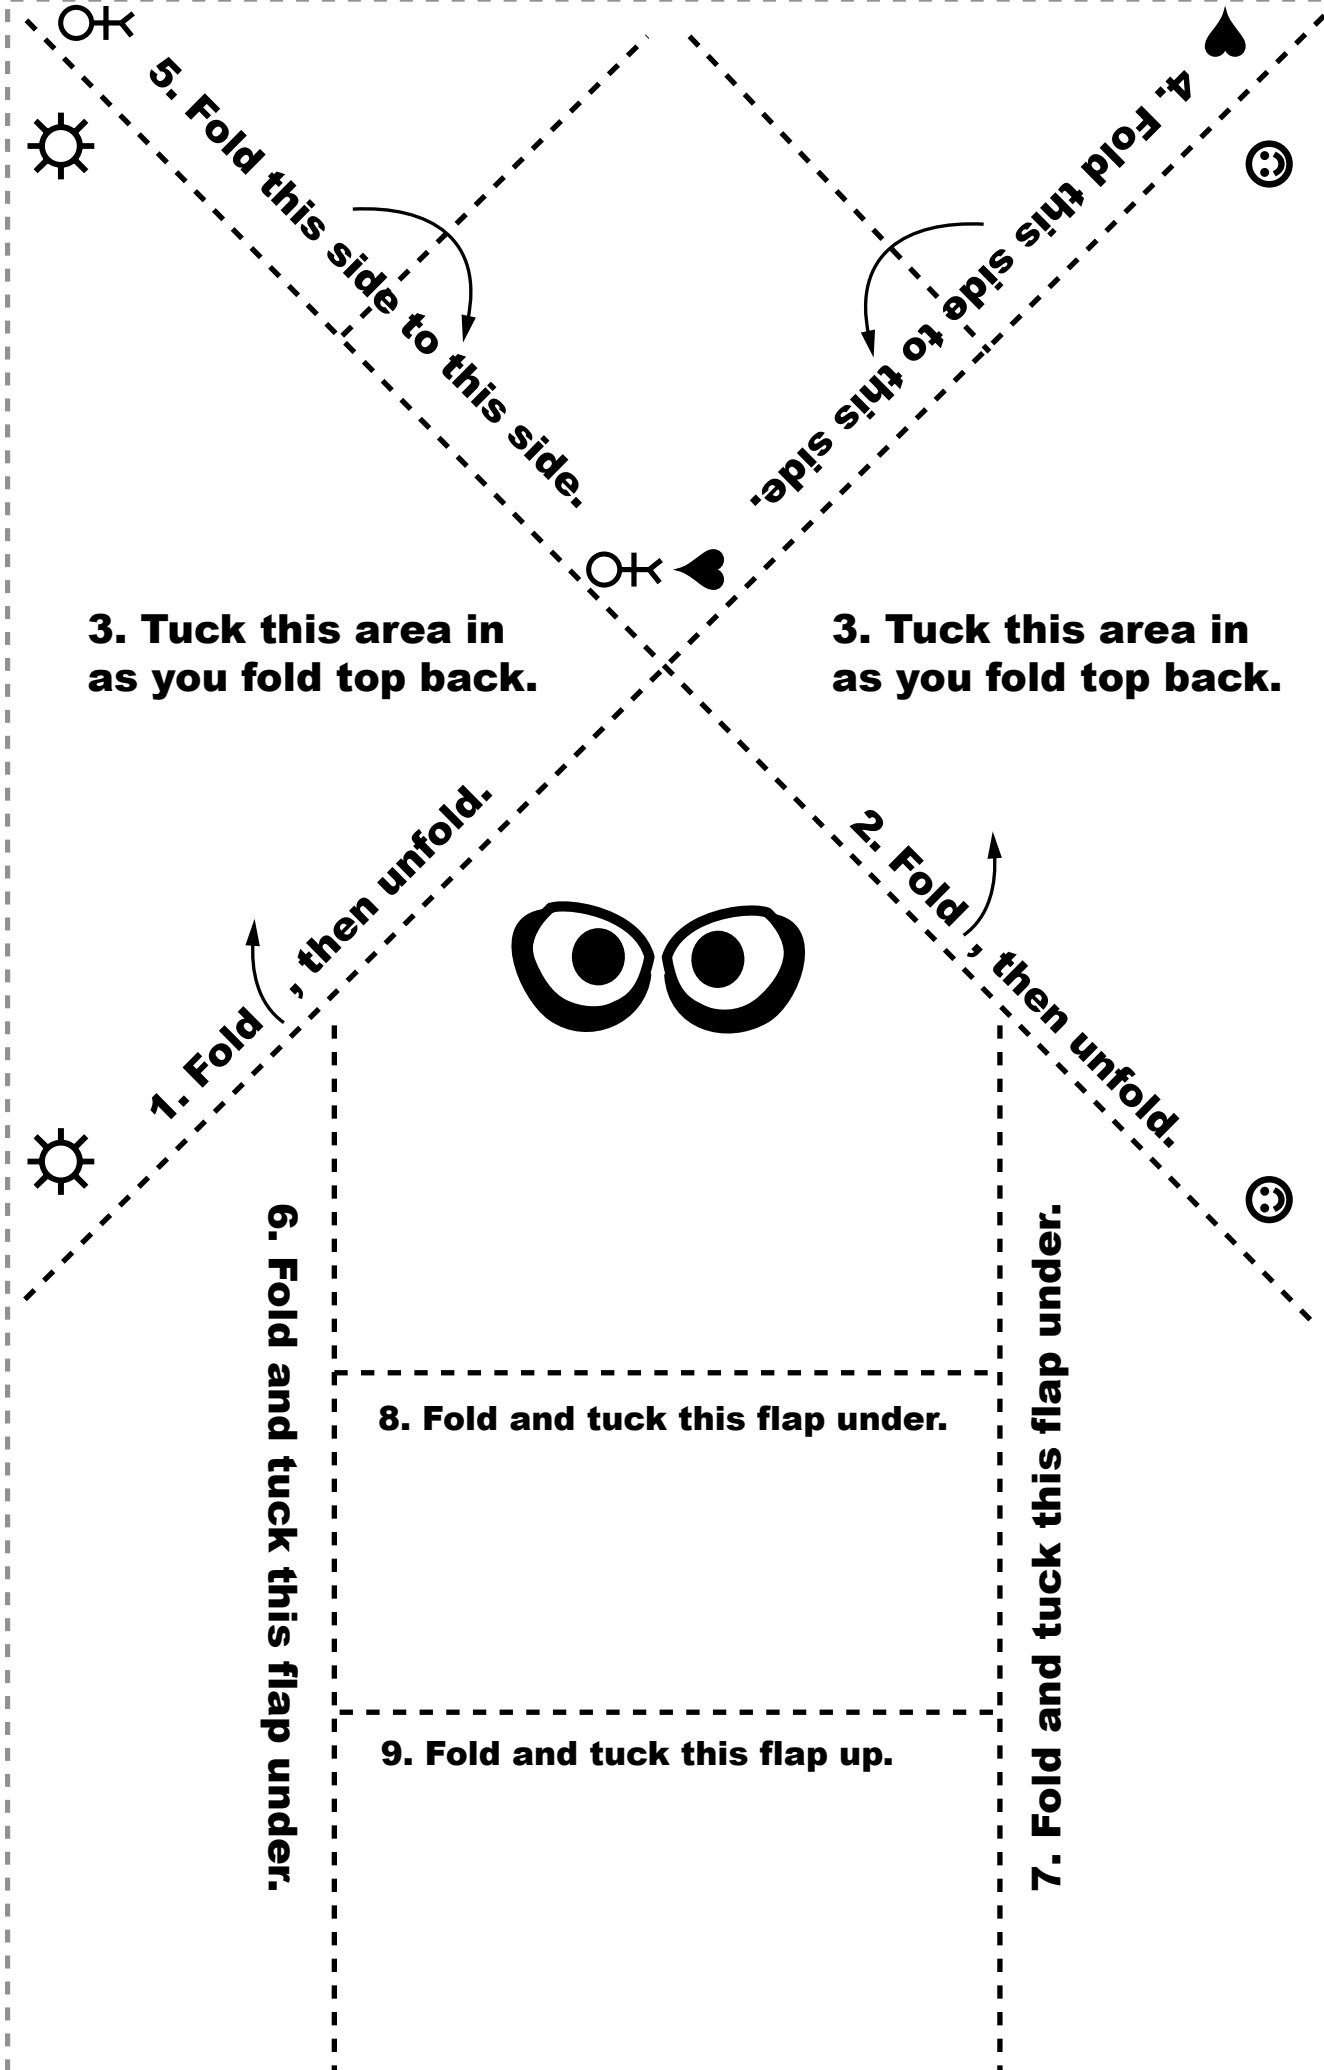 5. Fold this side to this side.
4. Fold this side to this side.
3. Tuck this area in
as you fold top back.
3. Tuck this area in
as you fold top back.
1. Fold , then unfold.
2. Fold , then unfold.
6. Fold and tuck this flap under.
7. Fold and tuck this flap under.
8. Fold and tuck this flap under.
9. Fold and tuck this flap up.